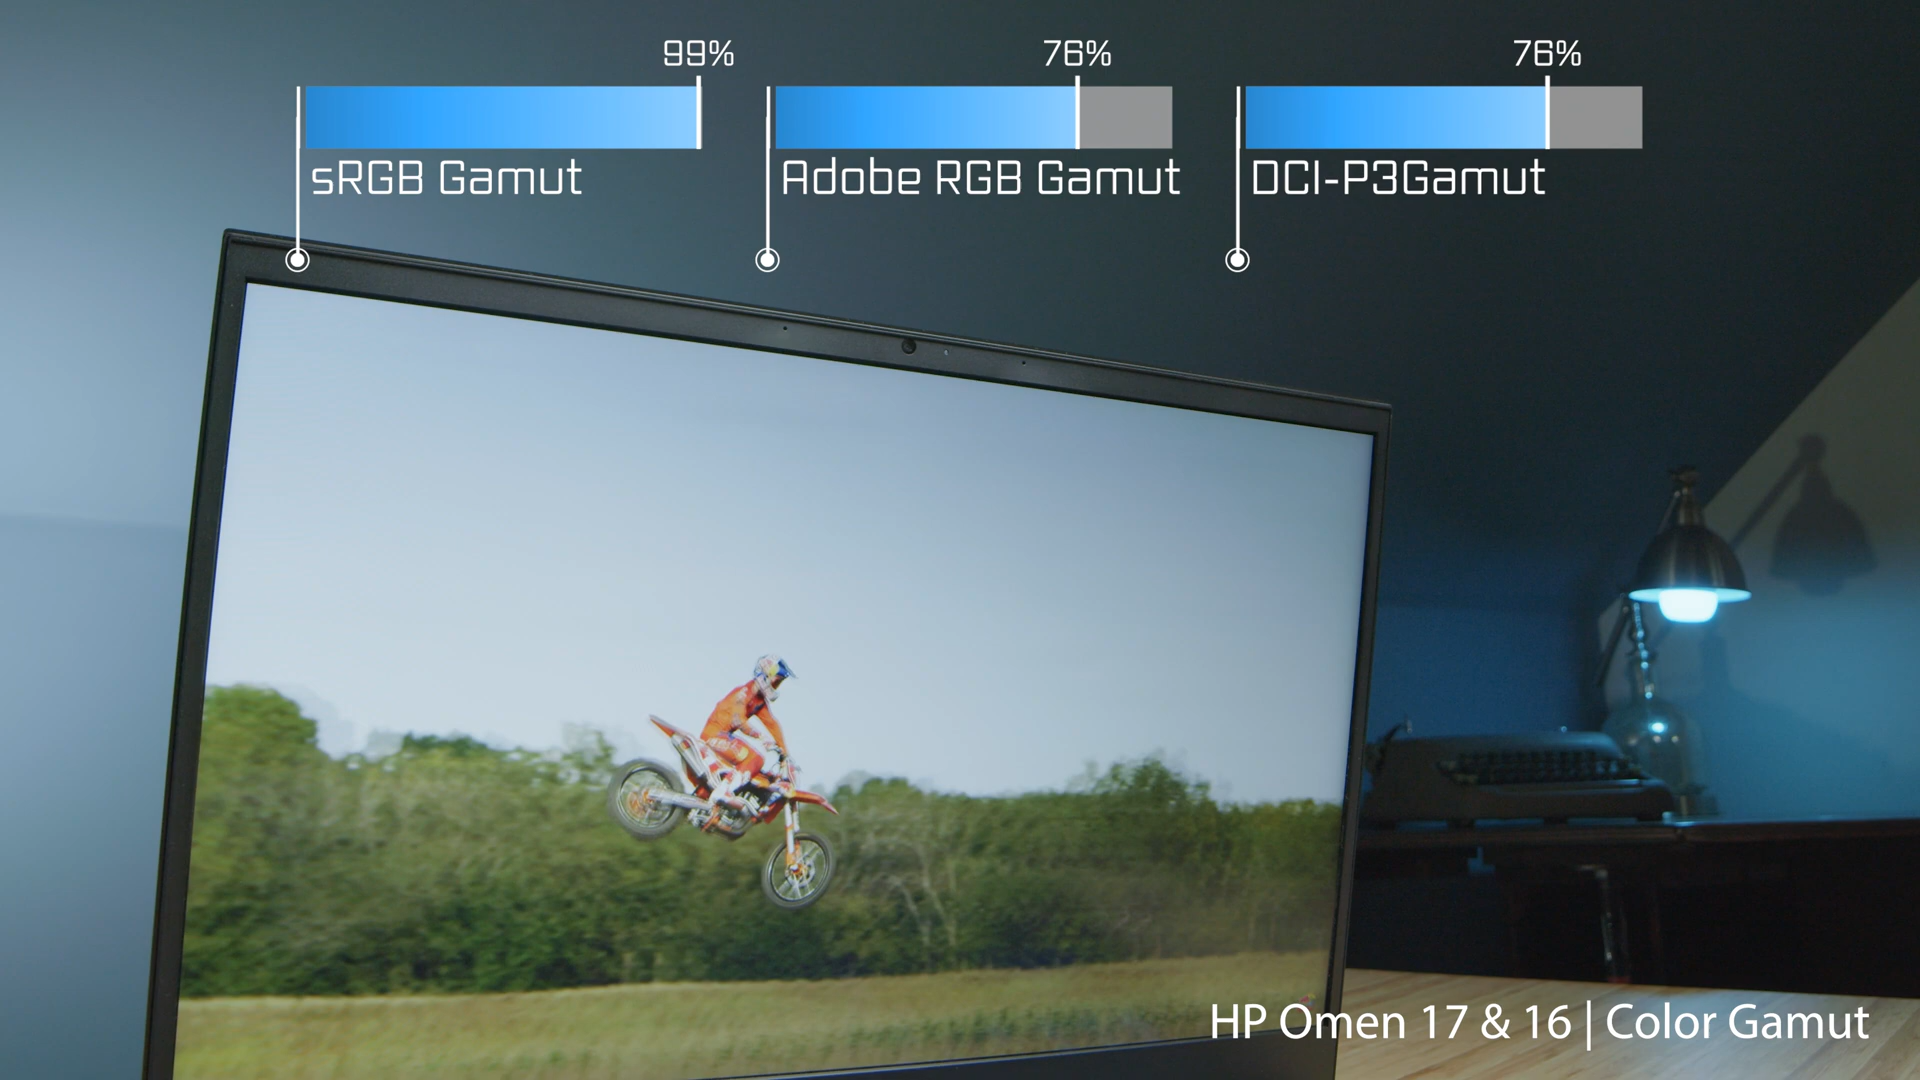 99%
76%
76%
sRGB Gamut
Adobe RGB Gamut
DCI-P3Gamut
HP Omen 17 & 16 | Color Gamut